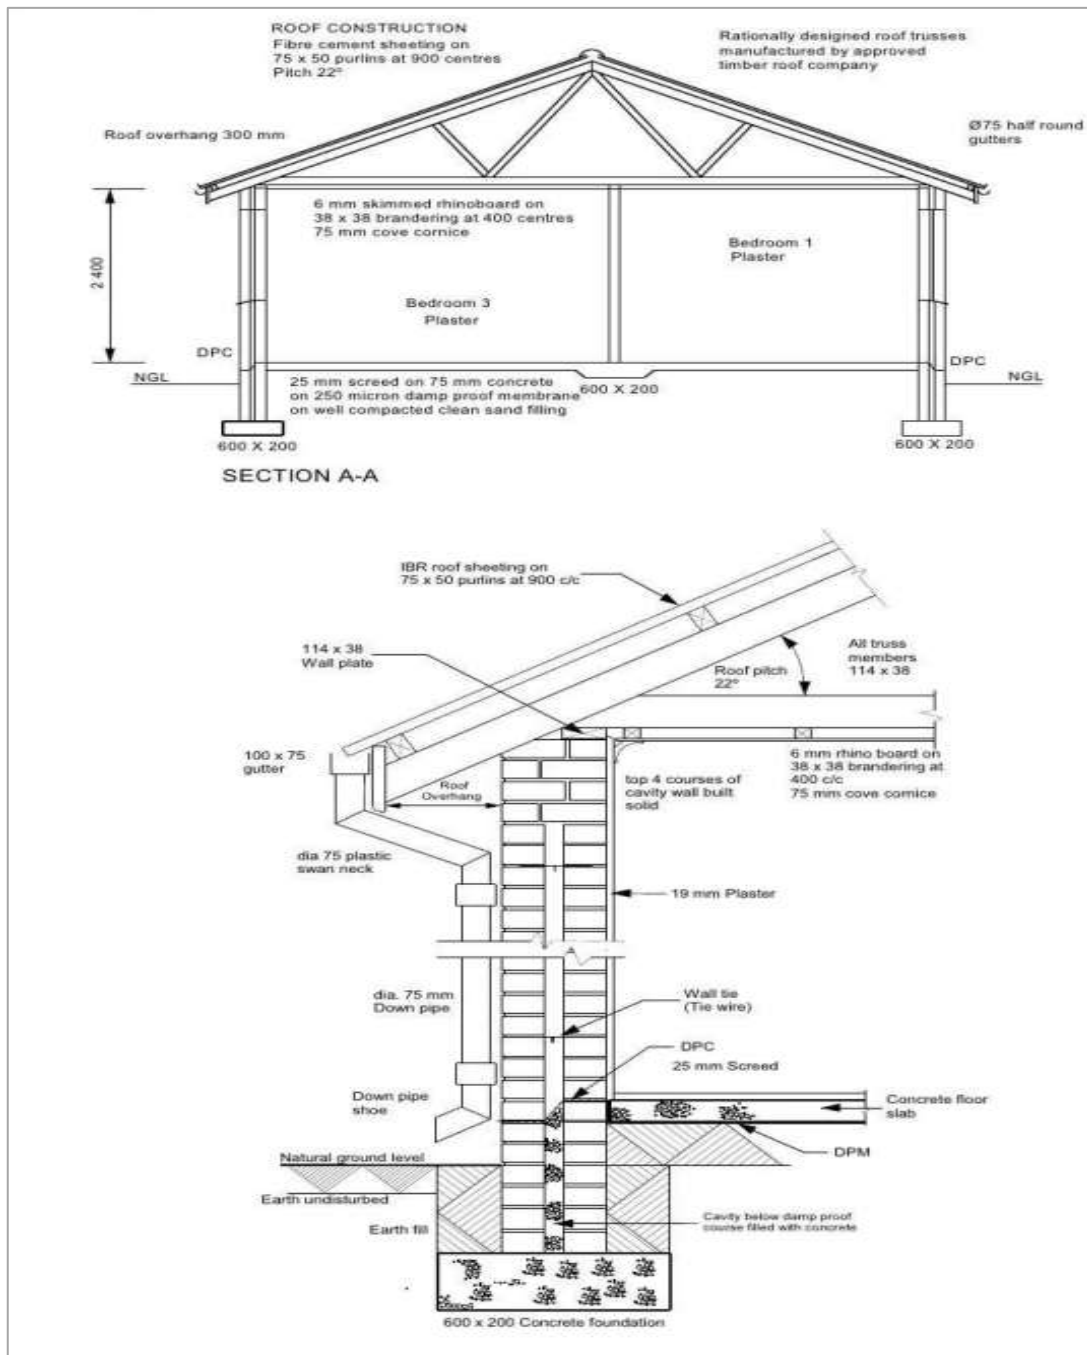 ROOF CONSTRUCTION
Fibre cement sheeting on
75 x 50 purlins at 900 centres
Pitch 22º
Rationally designed roof trusses
manufactured by approved
timber roof company
Roof overhang 300 mm
Ø75 half round
gutters
6 mm skimmed rhinoboard on
38 x 38 brandering at 400 centres
75 mm cove cornice
Bedroom 1
Plaster
2 400
Bedroom 3
Plaster
DPC
DPC
NGL
NGL
25 mm screed on 75 mm concrete
on 250 micron damp proof membrane
on well compacted clean sand filling
600 X 200
600 X 200
600 X 200
SECTION A-A
IBR roof sheeting on
75 x 50 purlins at 900 c/c
114 x 38
Wall plate
All truss
members
114 x 38
Roof pitch
22º
100 x 75
gutter
Roof
Overhang
top 4 courses of
cavity wall built
solid
6 mm rhino board on
38 x 38 brandering at
400 c/c
75 mm cove cornice
dia 75 plastic
swan neck
19 mm Plaster
dia. 75 mm
Down pipe
Wall tie
(Tie wire)
DPC
25 mm Screed
Down pipe
shoe
Concrete floor
slab
DPM
Natural ground level
Earth undisturbed
Earth fill
Cavity below damp proof
course filled with concrete
600 x 200 Concrete foundation